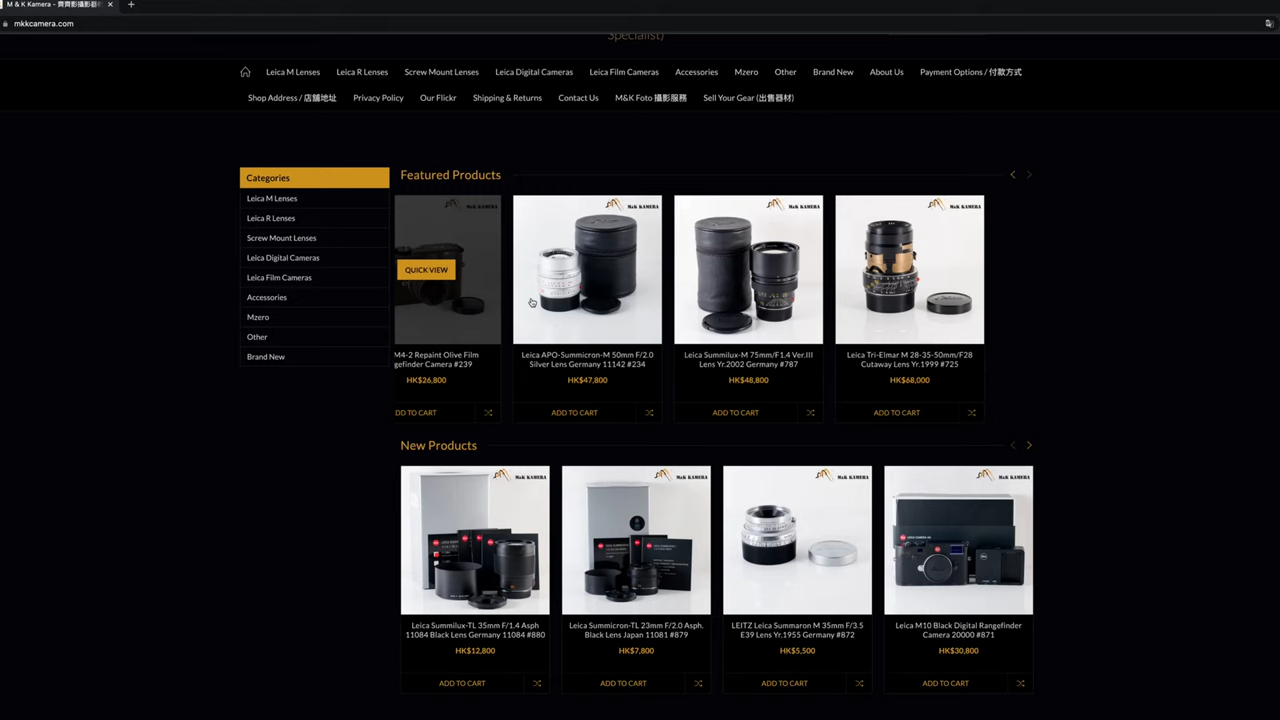 M & K Kamera - 齊齊影攝影器材
mkkcamera.com
Specialist)
Leica M Lenses
Leica R Lenses
Screw Mount Lenses
Leica Digital Cameras
Leica Film Cameras
Accessories
Mzero
Other
Brand New
About Us
Payment Options / 付款方式
Shop Address / 店舖地址
Privacy Policy
Our Flickr
Shipping & Returns
Contact Us
M&K Foto 攝影服務
Sell Your Gear (出售器材)
Categories
Leica M Lenses
Leica R Lenses
Screw Mount Lenses
Leica Digital Cameras
Leica Film Cameras
Accessories
Mzero
Other
Brand New
Featured Products
M&K KAMERA
QUICK VIEW
M4-2 Repaint Olive Film
gefinder Camera #239
HK$26,800
DD TO CART
M&K KAMERA
Leica APO-Summicron-M 50mm F/2.0
Silver Lens Germany 11142 #234
HK$47,800
ADD TO CART
M&K KAMERA
Leica Summilux-M 75mm/F1.4 Ver.III
Lens Yr.2002 Germany #787
HK$48,800
ADD TO CART
M&K KAMERA
Leica Tri-Elmar M 28-35-50mm/F28
Cutaway Lens Yr.1999 #725
HK$68,000
ADD TO CART
New Products
M&K KAMERA
Leica Summilux-TL 35mm F/1.4 Asph
11084 Black Lens Germany 11084 #880
HK$12,800
ADD TO CART
M&K KAMERA
Leica Summicron-TL 23mm F/2.0 Asph.
Black Lens Japan 11081 #879
HK$7,800
ADD TO CART
M&K KAMERA
LEITZ Leica Summaron M 35mm F/3.5
E39 Lens Yr.1955 Germany #872
HK$5,500
ADD TO CART
M&K KAMERA
Leica M10 Black Digital Rangefinder
Camera 20000 #871
HK$30,800
ADD TO CART